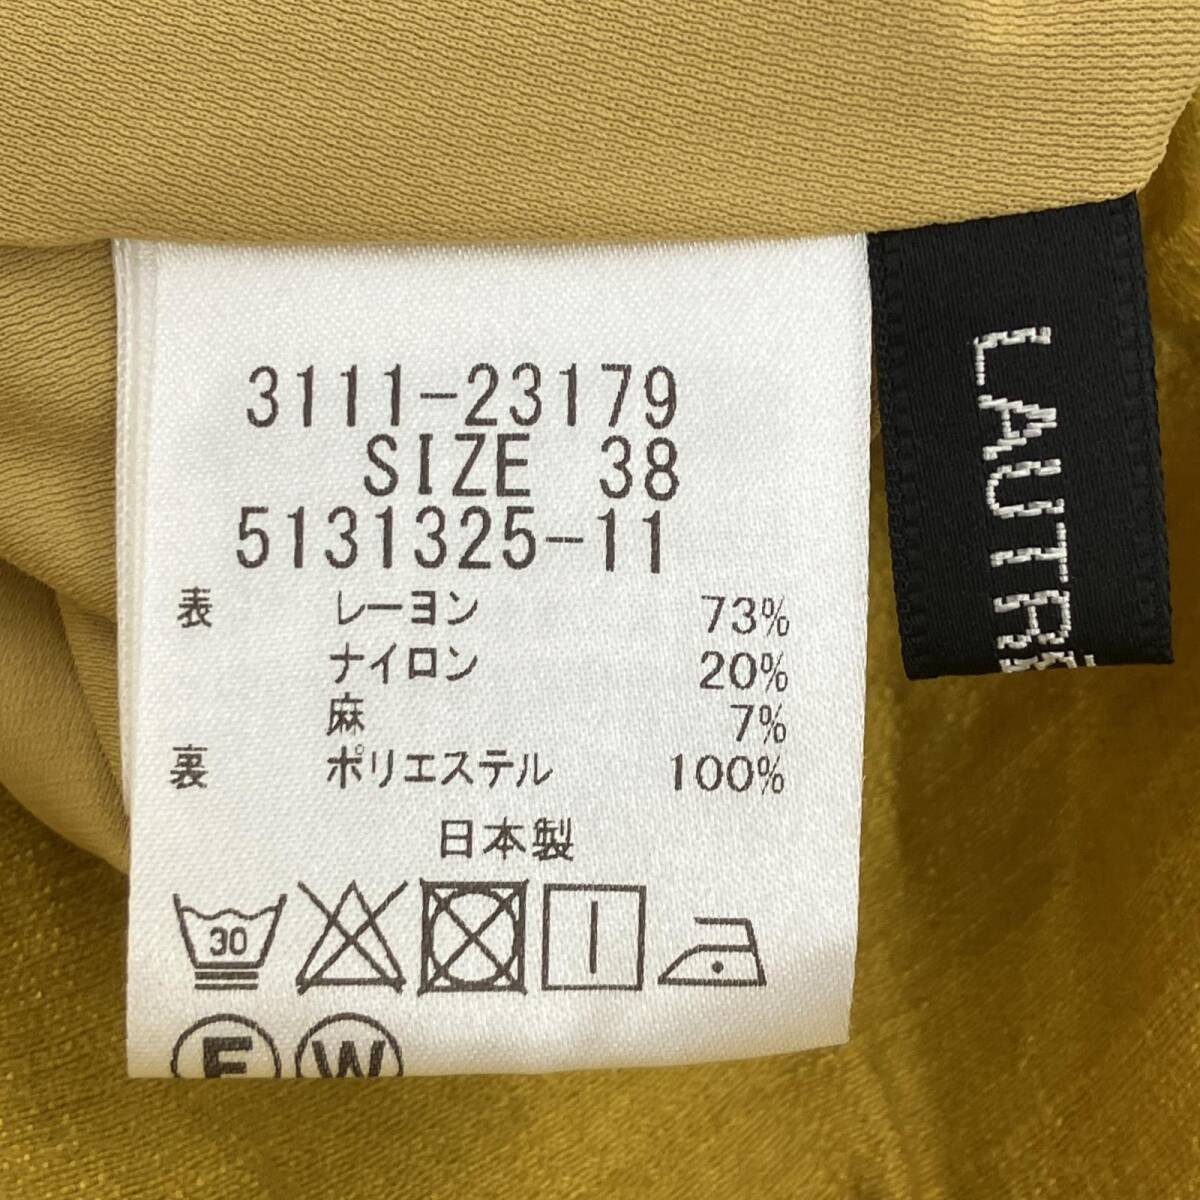 3111-23179
SIZE 38
5131325-11
表 レーヨン 73%
ナイロン 20%
麻 7%
裏 ポリエステル 100%
日本製
30
F W
LAUTR